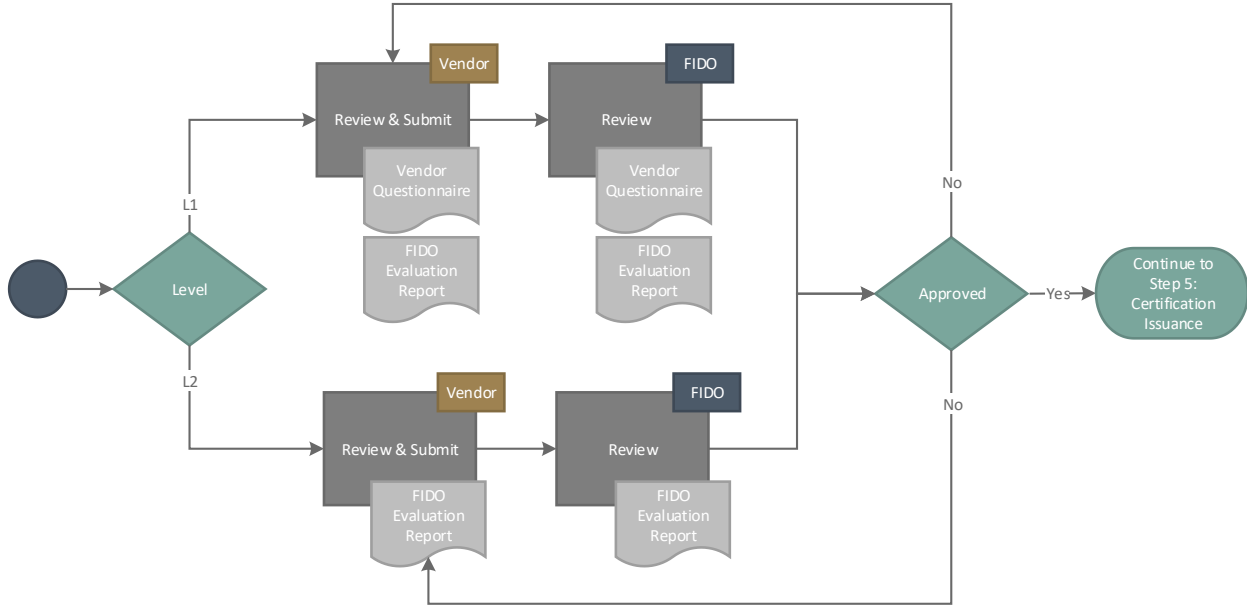 Vendor
FIDO
Review & Submit
Review
Vendor
Questionnaire
Vendor
Questionnaire
No
L1
FIDO
Evaluation
Report
FIDO
Evaluation
Report
Level
Approved
Yes
Continue to
Step 5:
Certification
Issuance
L2
Vendor
FIDO
No
Review & Submit
Review
FIDO
Evaluation
Report
FIDO
Evaluation
Report